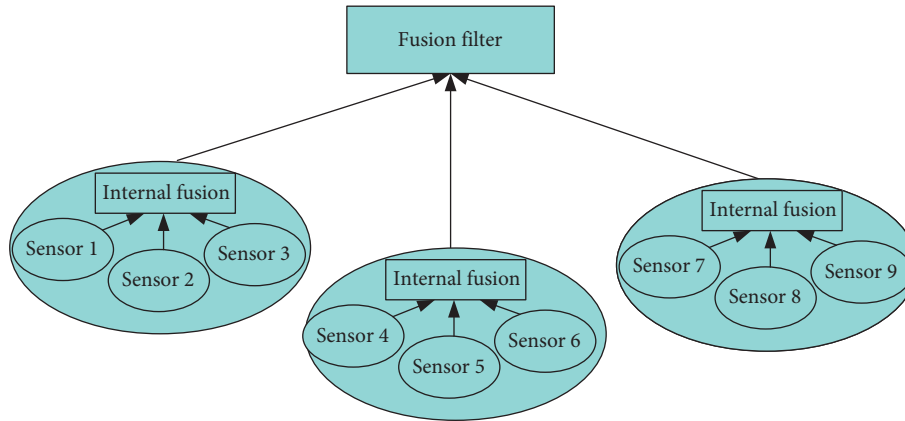 Fusion filter
Internal fusion
Sensor 1
Sensor 2
Sensor 3
Internal fusion
Sensor 4
Sensor 5
Sensor 6
Internal fusion
Sensor 7
Sensor 8
Sensor 9